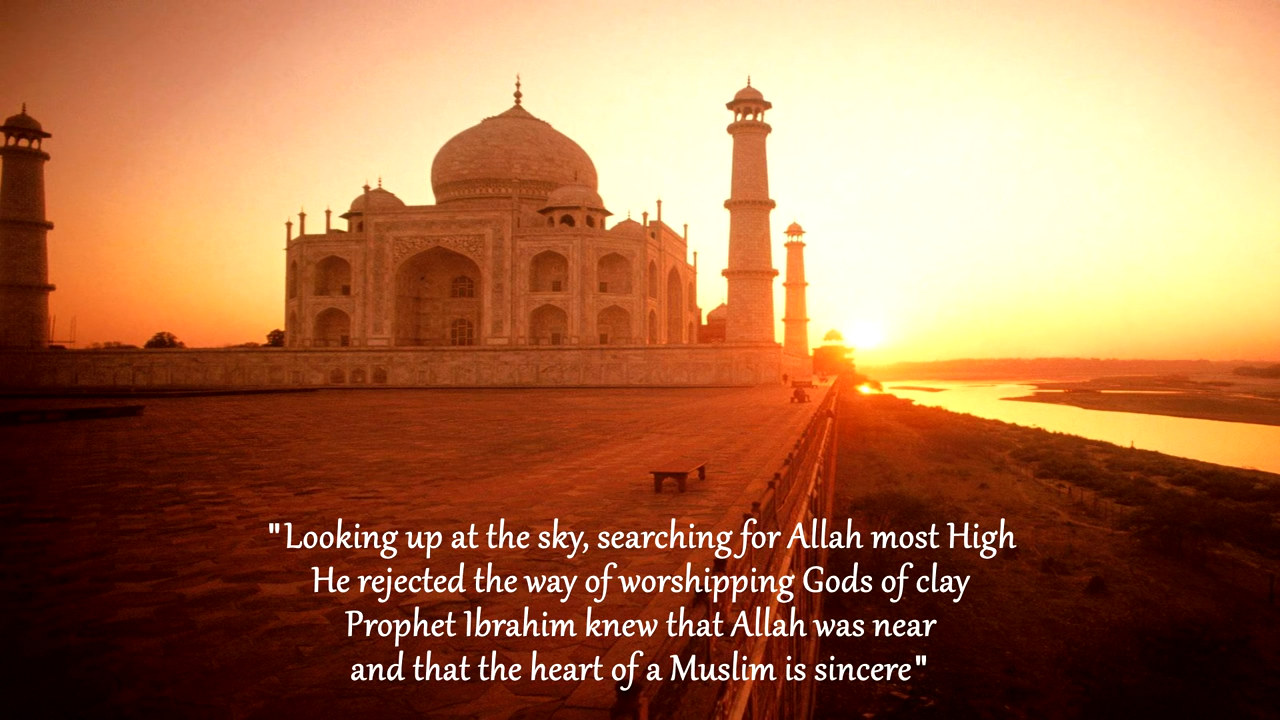 "Looking up at the sky, searching for Allah most High
He rejected the way of worshipping Gods of clay
Prophet Ibrahim knew that Allah was near
and that the heart of a Muslim is sincere"